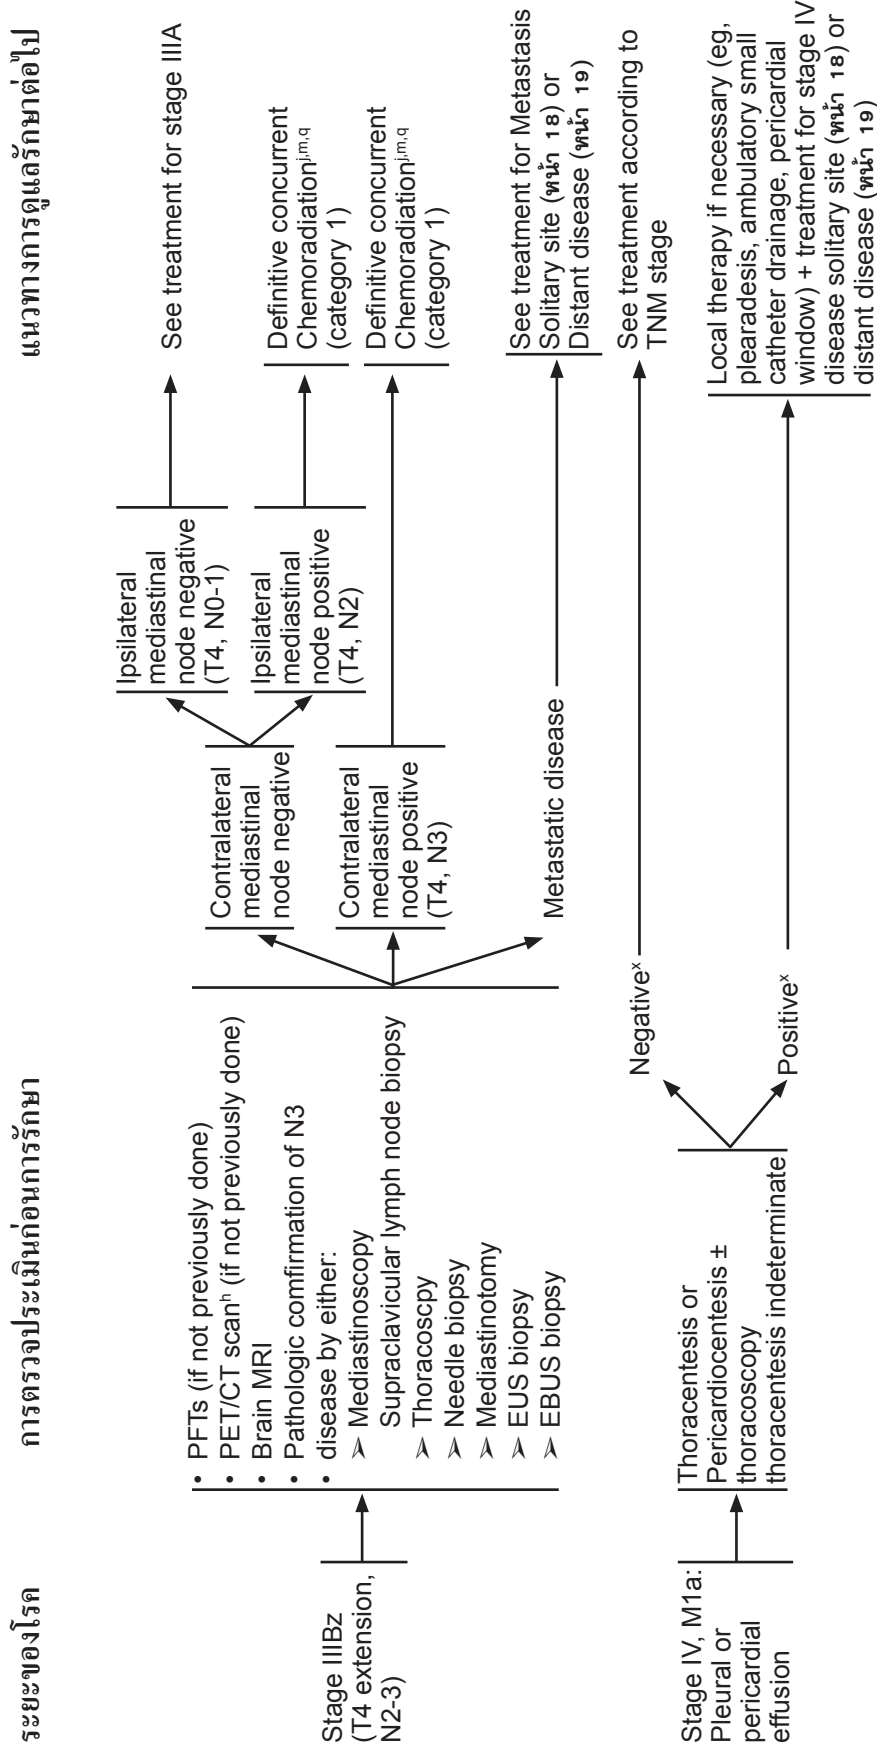 ระยะของโรค
การตรวจประเมินก่อนการรักษา
แนวทางการดูแลรักษาต่อไป
Stage IIIBz
(T4 extension,
N2-3)
• PFTs (if not previously done)
• PET/CT scanʰ (if not previously done)
• Brain MRI
• Pathologic comfirmation of N3
• disease by either:
➢ Mediastinoscopy
Supraclavicular lymph node biopsy
➢ Thoracoscpy
➢ Needle biopsy
➢ Mediastinotomy
➢ EUS biopsy
➢ EBUS biopsy
Contralateral
mediastinal
node negative
Ipsilateral
mediastinal
node negative
(T4, N0-1)
See treatment for stage IIIA
Ipsilateral
mediastinal
node positive
(T4, N2)
Definitive concurrent
Chemoradiationʲ,ᵐ,q
(category 1)
Contralateral
mediastinal
node positive
(T4, N3)
Definitive concurrent
Chemoradiationʲ,ᵐ,q
(category 1)
Metastatic disease
See treatment for Metastasis
Solitary site (หน้า 18) or
Distant disease (หน้า 19)
Stage IV, M1a:
Pleural or
pericardial
effusion
Thoracentesis or
Pericardiocentesis ±
thoracoscopy
thoracentesis indeterminate
Negativeˣ
See treatment according to
TNM stage
Positiveˣ
Local therapy if necessary (eg,
plearadesis, ambulatory small
catheter drainage, pericardial
window) + treatment for stage IV
disease solitary site (หน้า 18) or
distant disease (หน้า 19)